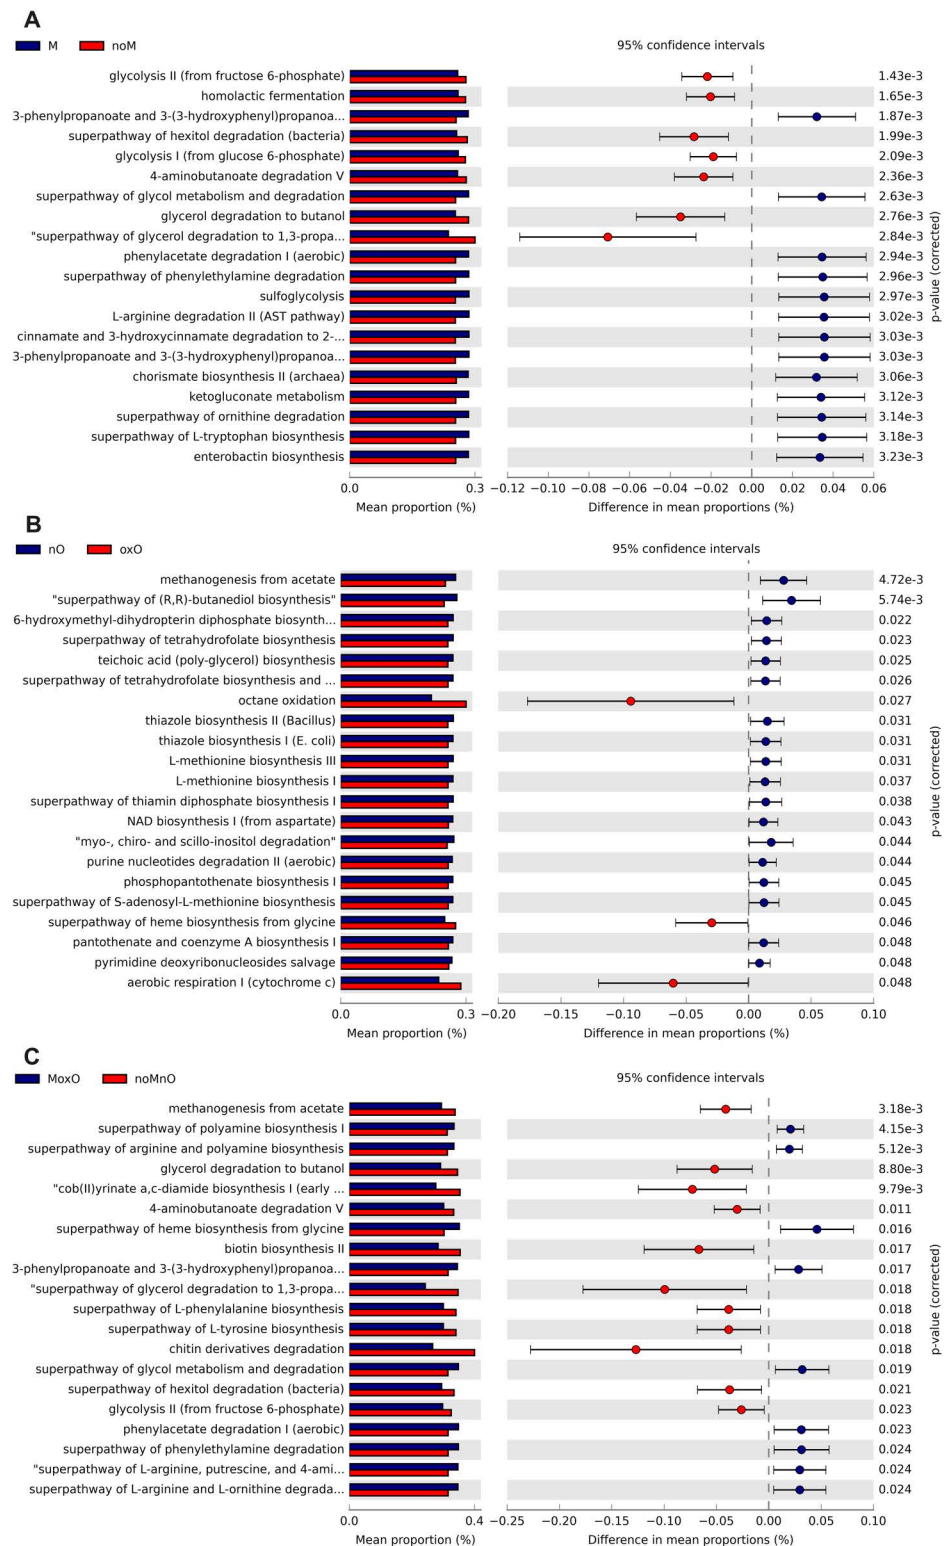 A
M noM
95% confidence intervals
glycolysis II (from fructose 6-phosphate) 1.43e-3
homolactic fermentation 1.65e-3
3-phenylpropanoate and 3-(3-hydroxyphenyl)propanoa... 1.87e-3
superpathway of hexitol degradation (bacteria) 1.99e-3
glycolysis I (from glucose 6-phosphate) 2.09e-3
4-aminobutanoate degradation V 2.36e-3
superpathway of glycol metabolism and degradation 2.63e-3
glycerol degradation to butanol 2.76e-3
"superpathway of glycerol degradation to 1,3-propa... 2.84e-3
phenylacetate degradation I (aerobic) 2.94e-3
superpathway of phenylethylamine degradation 2.96e-3
sulfoglycolysis 2.97e-3
L-arginine degradation II (AST pathway) 3.02e-3
cinnamate and 3-hydroxycinnamate degradation to 2-... 3.03e-3
3-phenylpropanoate and 3-(3-hydroxyphenyl)propanoa... 3.03e-3
chorismate biosynthesis II (archaea) 3.06e-3
ketogluconate metabolism 3.12e-3
superpathway of ornithine degradation 3.14e-3
superpathway of L-tryptophan biosynthesis 3.18e-3
enterobactin biosynthesis 3.23e-3
p-value (corrected)
0.0 0.3 −0.12 −0.10 −0.08 −0.06 −0.04 −0.02 0.00 0.02 0.04 0.06
Mean proportion (%) Difference in mean proportions (%)
B
nO oxO
95% confidence intervals
methanogenesis from acetate 4.72e-3
"superpathway of (R,R)-butanediol biosynthesis" 5.74e-3
6-hydroxymethyl-dihydropterin diphosphate biosynth... 0.022
superpathway of tetrahydrofolate biosynthesis 0.023
teichoic acid (poly-glycerol) biosynthesis 0.025
superpathway of tetrahydrofolate biosynthesis and ... 0.026
octane oxidation 0.027
thiazole biosynthesis II (Bacillus) 0.031
thiazole biosynthesis I (E. coli) 0.031
L-methionine biosynthesis III 0.031
L-methionine biosynthesis I 0.037
superpathway of thiamin diphosphate biosynthesis I 0.038
NAD biosynthesis I (from aspartate) 0.043
"myo-, chiro- and scillo-inositol degradation" 0.044
purine nucleotides degradation II (aerobic) 0.044
phosphopantothenate biosynthesis I 0.045
superpathway of S-adenosyl-L-methionine biosynthesis 0.045
superpathway of heme biosynthesis from glycine 0.046
pantothenate and coenzyme A biosynthesis I 0.048
pyrimidine deoxyribonucleosides salvage 0.048
aerobic respiration I (cytochrome c) 0.048
p-value (corrected)
0.0 0.3 −0.20 −0.15 −0.10 −0.05 0.00 0.05 0.10
Mean proportion (%) Difference in mean proportions (%)
C
MoxO noMnO
95% confidence intervals
methanogenesis from acetate 3.18e-3
superpathway of polyamine biosynthesis I 4.15e-3
superpathway of arginine and polyamine biosynthesis 5.12e-3
glycerol degradation to butanol 8.80e-3
"cob(II)yrinate a,c-diamide biosynthesis I (early ... 9.79e-3
4-aminobutanoate degradation V 0.011
superpathway of heme biosynthesis from glycine 0.016
biotin biosynthesis II 0.017
3-phenylpropanoate and 3-(3-hydroxyphenyl)propanoa... 0.017
"superpathway of glycerol degradation to 1,3-propa... 0.018
superpathway of L-phenylalanine biosynthesis 0.018
superpathway of L-tyrosine biosynthesis 0.018
chitin derivatives degradation 0.018
superpathway of glycol metabolism and degradation 0.019
superpathway of hexitol degradation (bacteria) 0.021
glycolysis II (from fructose 6-phosphate) 0.023
phenylacetate degradation I (aerobic) 0.023
superpathway of phenylethylamine degradation 0.024
"superpathway of L-arginine, putrescine, and 4-ami... 0.024
superpathway of L-arginine and L-ornithine degrada... 0.024
p-value (corrected)
0.0 0.4 −0.25 −0.20 −0.15 −0.10 −0.05 0.00 0.05 0.10
Mean proportion (%) Difference in mean proportions (%)